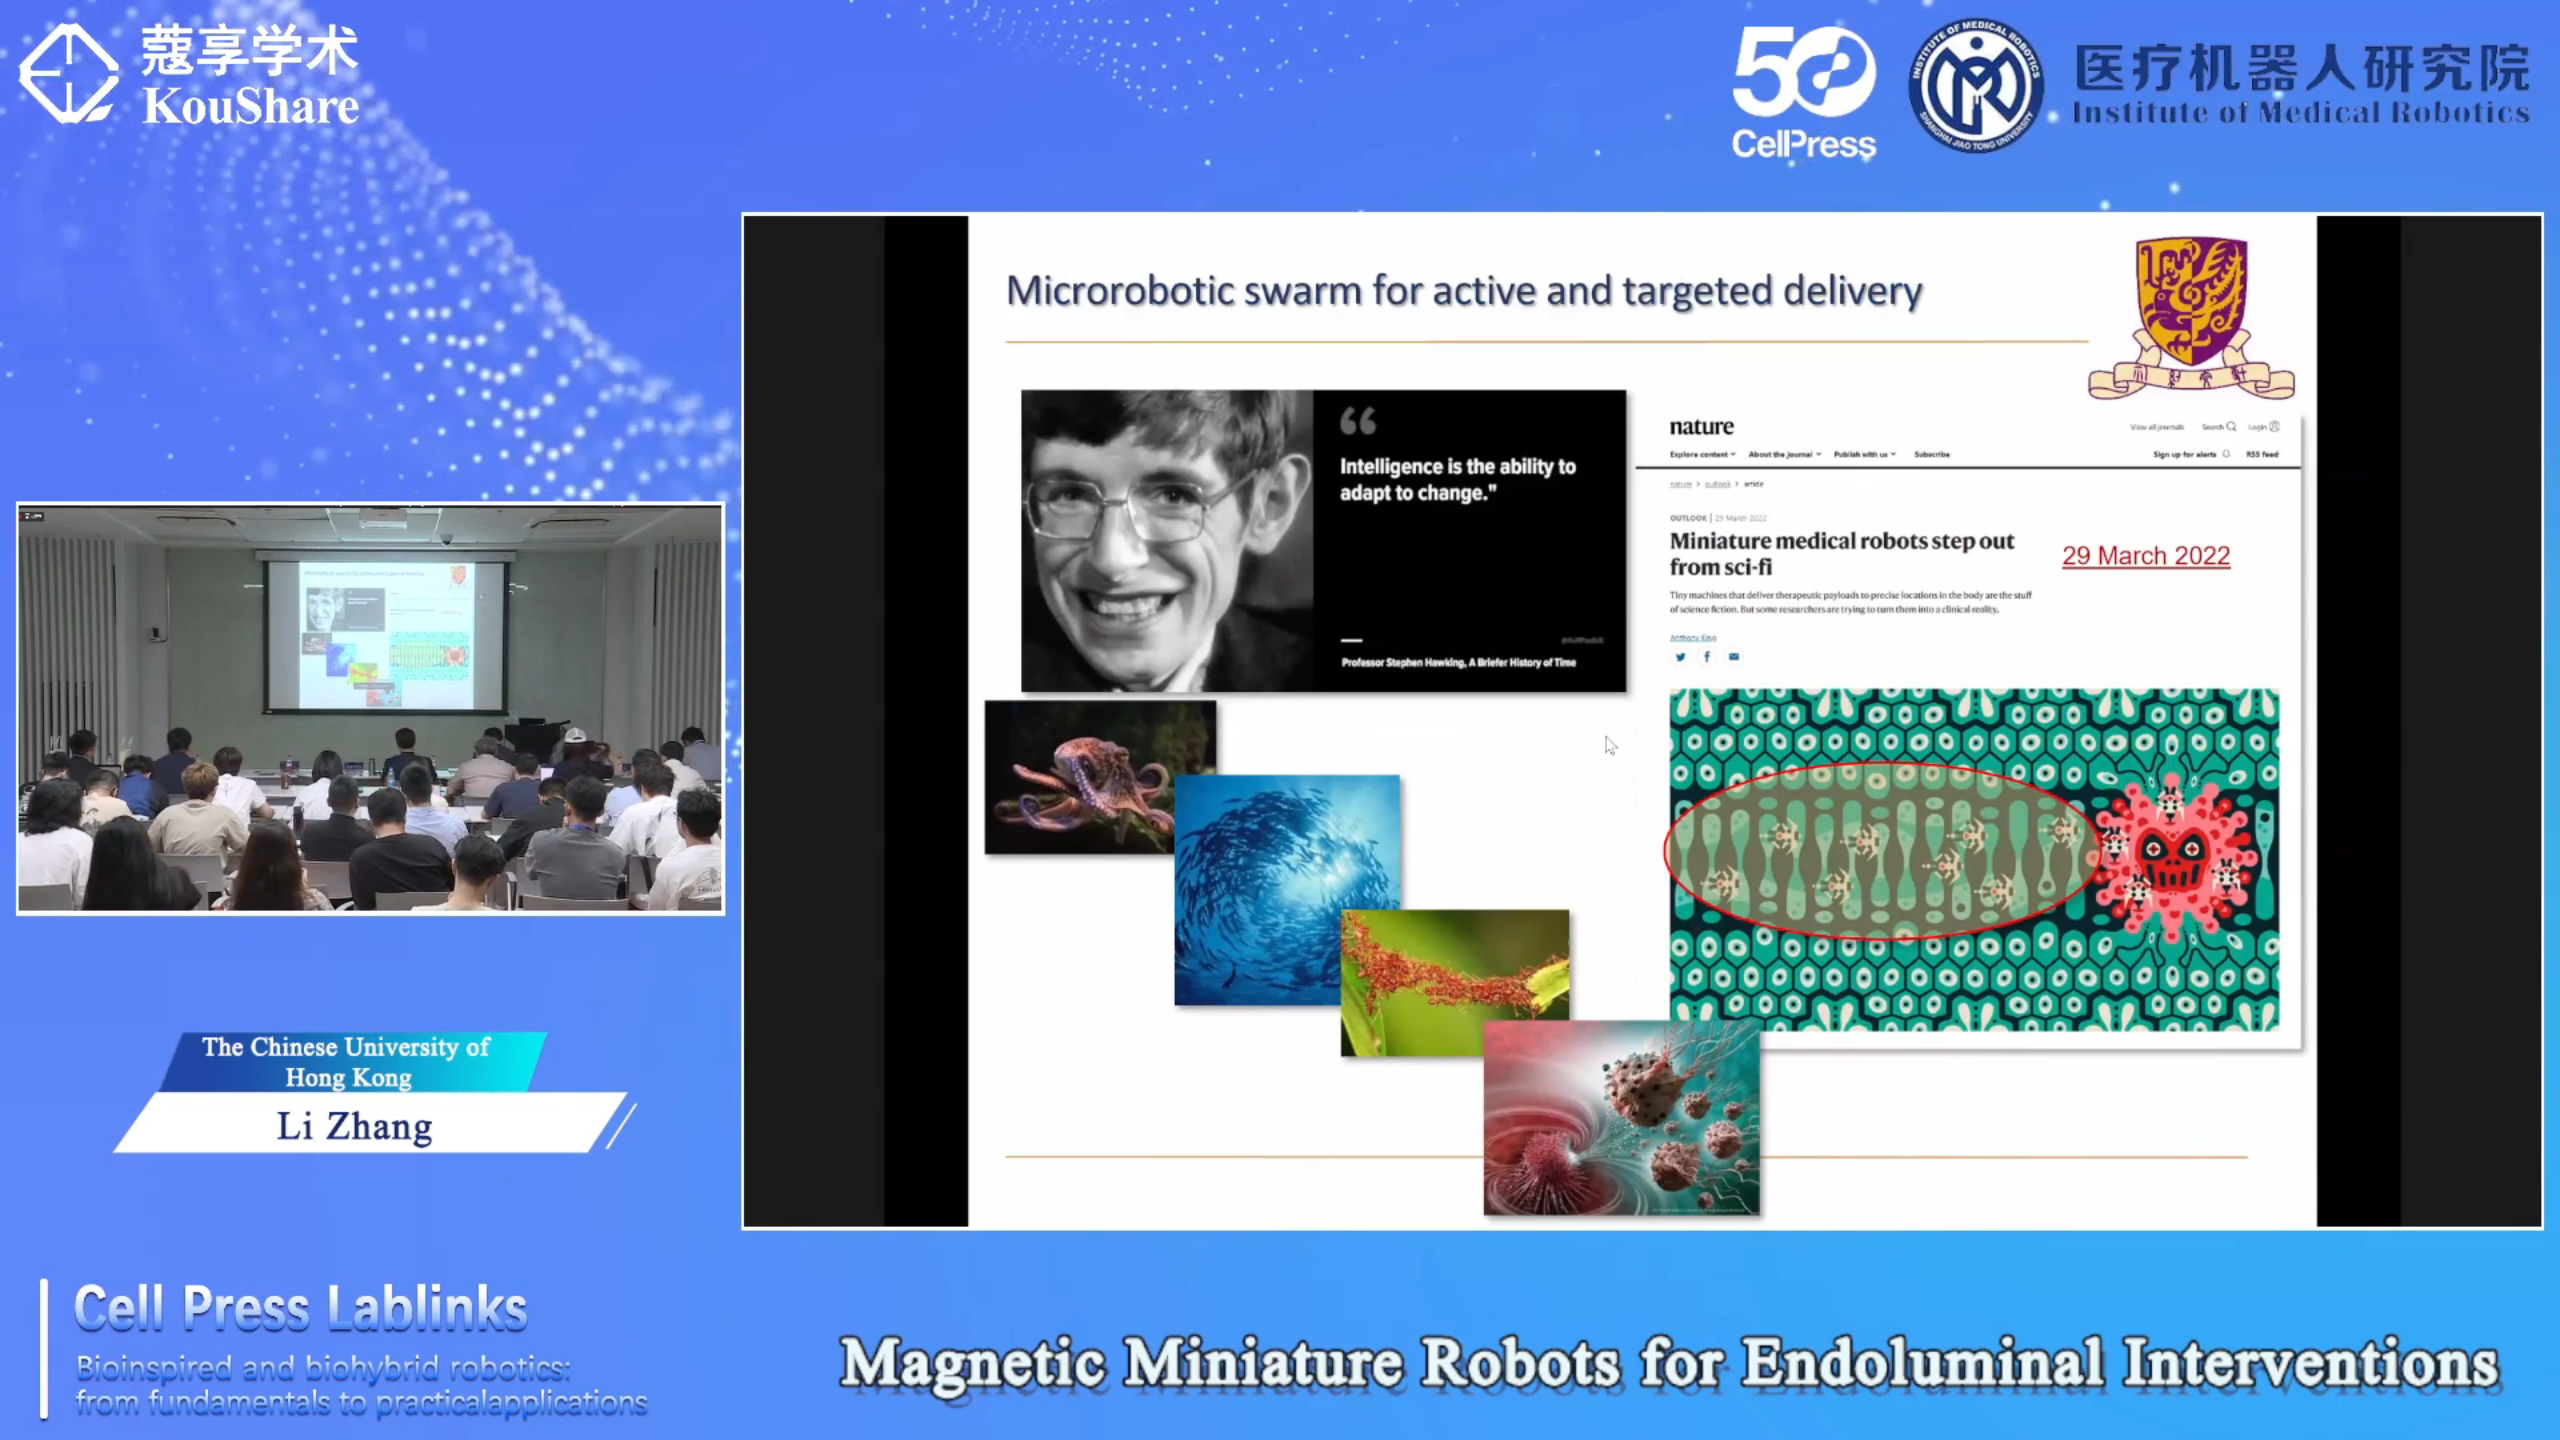 蔻享学术
KouShare
50
CellPress
INSTITUTE OF MEDICAL ROBOTICS
SHANGHAI JIAO TONG UNIVERSITY
医疗机器人研究院
Institute of Medical Robotics
Microrobotic swarm for active and targeted delivery
“
Intelligence is the ability to
adapt to change.”
Professor Stephen Hawking, A Briefer History of Time
nature
View all journals Search Login
Explore content About the journal Publish with us Subscribe
Sign up for alerts RSS feed
nature > outlook > article
OUTLOOK | 29 March 2022
Miniature medical robots step out
from sci-fi
29 March 2022
Tiny machines that deliver therapeutic payloads to precise locations in the body are the stuff
of science fiction. But some researchers are trying to turn them into a clinical reality.
Anthony King
The Chinese University of
Hong Kong
Li Zhang
Cell Press Lablinks
Bioinspired and biohybrid robotics:
from fundamentals to practicalapplications
Magnetic Miniature Robots for Endoluminal Interventions